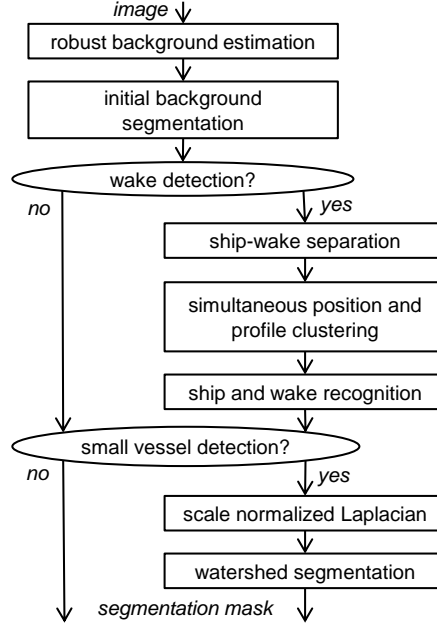 image
robust background estimation
initial background
segmentation
wake detection?
no
yes
ship-wake separation
simultaneous position and
profile clustering
ship and wake recognition
small vessel detection?
no
yes
scale normalized Laplacian
watershed segmentation
segmentation mask